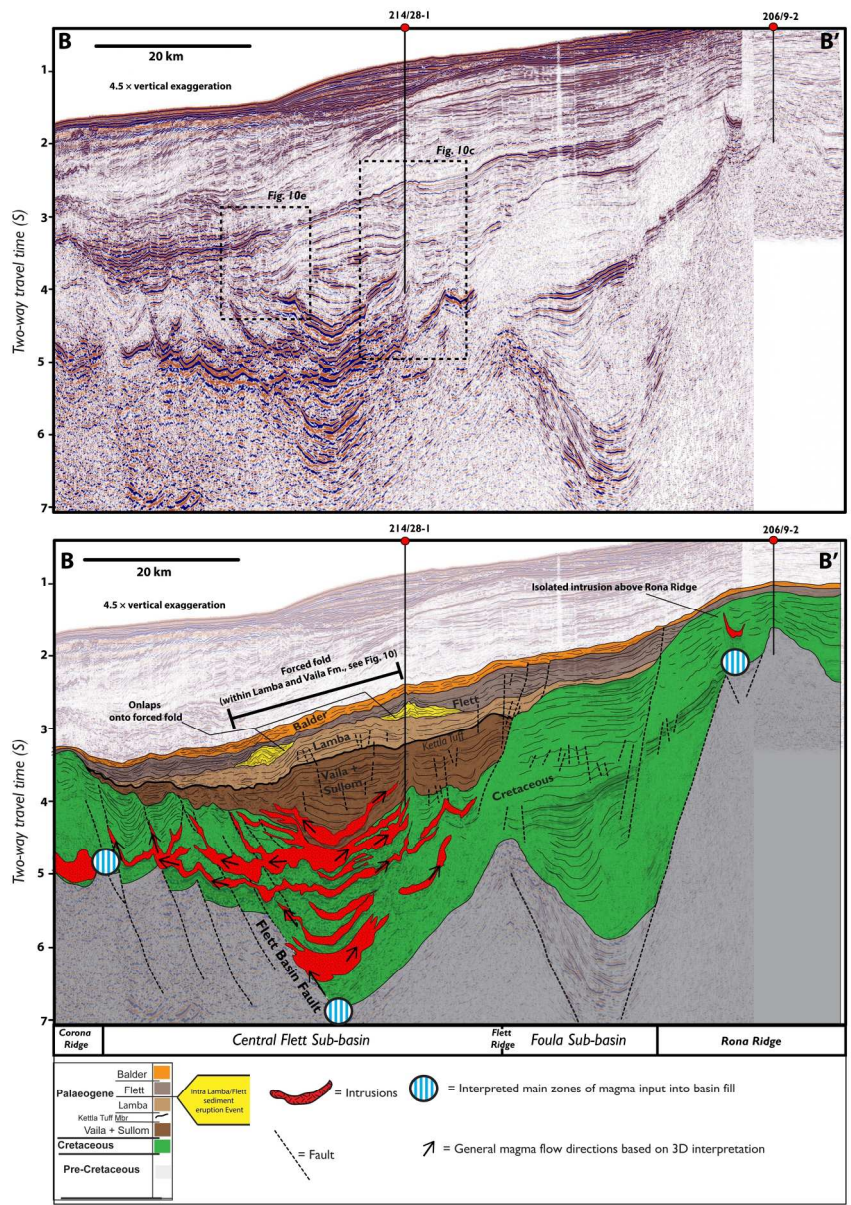 214/28-1
206/9-2
B
B'
20 km
4.5 × vertical exaggeration
Fig. 10c
Fig. 10e
Two-way travel time (S)
1
2
3
4
5
6
7
214/28-1
206/9-2
B
B'
20 km
4.5 × vertical exaggeration
Isolated intrusion above Rona Ridge
Forced fold
(within Lamba and Vaila Fm., see Fig. 10)
Onlaps
onto forced fold
Balder
Flett
Lamba
Kettla Tuff
Vaila +
Sullom
Cretaceous
Flett Basin Fault
Two-way travel time (S)
1
2
3
4
5
6
7
Corona
Ridge
Central Flett Sub-basin
Flett
Ridge
Foula Sub-basin
Rona Ridge
Balder
Palaeogene
Flett
Lamba
Kettla Tuff Mbr
Vaila + Sullom
Cretaceous
Pre-Cretaceous
Intra Lamba/Flett
sediment
eruption Event
= Intrusions
= Interpreted main zones of magma input into basin fill
= Fault
= General magma flow directions based on 3D interpretation